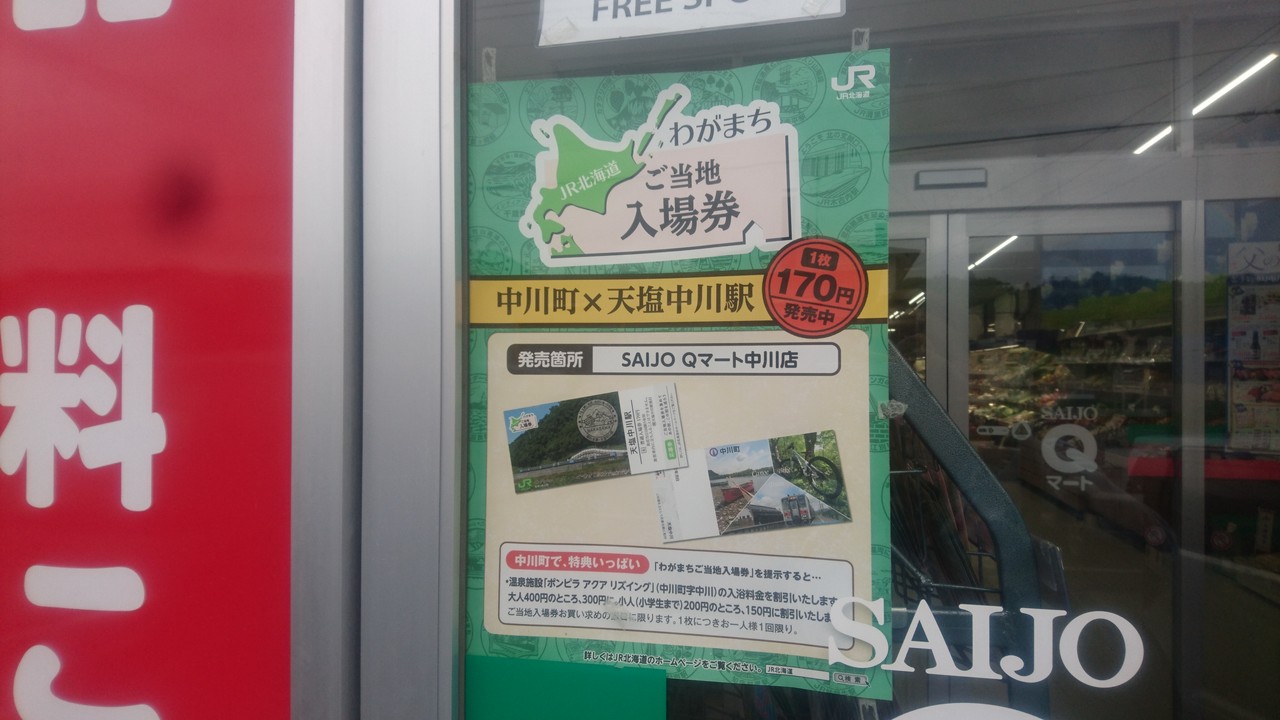 FREE SPO
JR
JR北海道
わがまち
JR北海道
ご当地
入場券
1枚
170円
発売中
中川町×天塩中川駅
発売箇所 SAIJO Qマート中川店
天塩中川駅
JR
中川町
中川町で、特典いっぱい 「わがまちご当地入場券」を提示すると…
・温泉施設「ポンピラ アクア リズイング」(中川町字中川)の入浴料金を割引いたします
大人400円のところ、300円に、小人(小学生まで)200円のところ、150円に割引いたしま
ご当地入場券お買い求めの に限ります。1枚につきお一人様1回限り。
詳しくはJR北海道のホームページをご覧ください。 JR北海道 検索
SAIJO
Q
マート
SAIJO
料